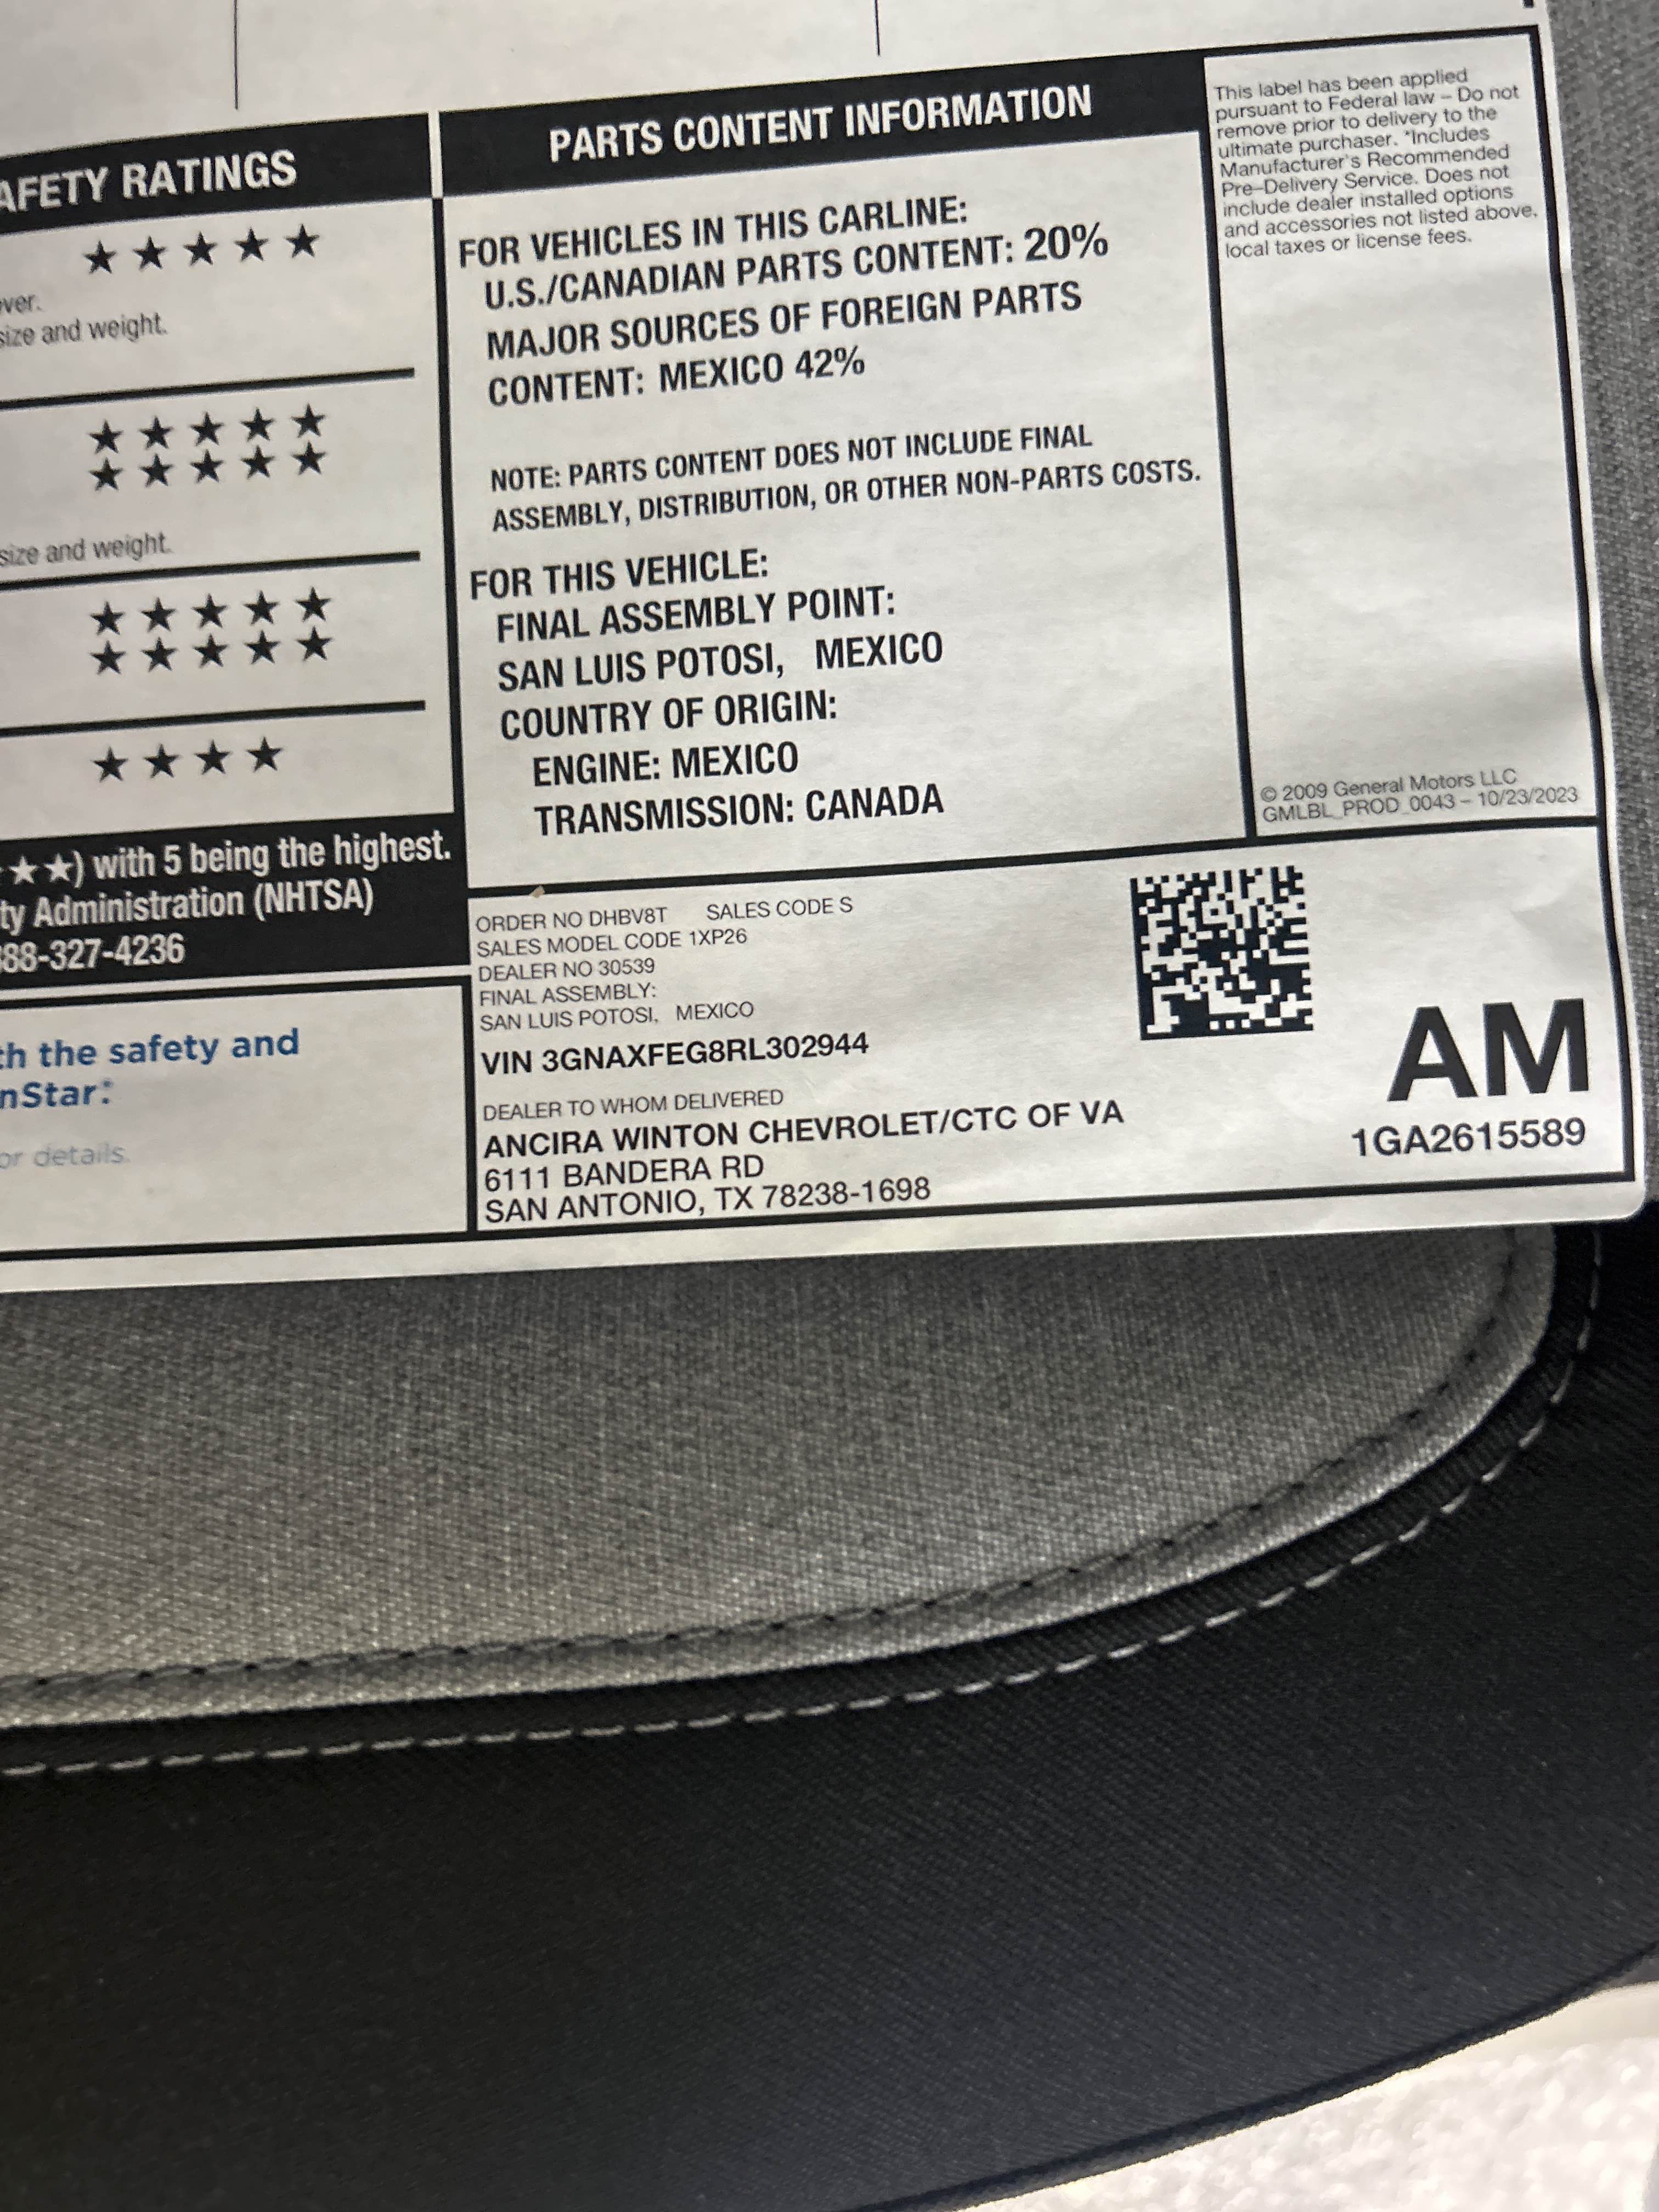 AFETY RATINGS
★ ★ ★ ★ ★
ver.
size and weight.
★ ★ ★ ★ ★
★ ★ ★ ★ ★
size and weight.
★ ★ ★ ★ ★
★ ★ ★ ★ ★
★ ★ ★ ★
★★) with 5 being the highest.
ty Administration (NHTSA)
88-327-4236
th the safety and
nStar:
or details.
PARTS CONTENT INFORMATION
FOR VEHICLES IN THIS CARLINE:
U.S./CANADIAN PARTS CONTENT: 20%
MAJOR SOURCES OF FOREIGN PARTS
CONTENT: MEXICO 42%
NOTE: PARTS CONTENT DOES NOT INCLUDE FINAL
ASSEMBLY, DISTRIBUTION, OR OTHER NON-PARTS COSTS.
FOR THIS VEHICLE:
FINAL ASSEMBLY POINT:
SAN LUIS POTOSI, MEXICO
COUNTRY OF ORIGIN:
ENGINE: MEXICO
TRANSMISSION: CANADA
This label has been applied
pursuant to Federal law – Do not
remove prior to delivery to the
ultimate purchaser. *Includes
Manufacturer's Recommended
Pre–Delivery Service. Does not
include dealer installed options
and accessories not listed above,
local taxes or license fees.
© 2009 General Motors LLC
GMLBL_PROD_0043 – 10/23/2023
ORDER NO DHBV8T SALES CODE S
SALES MODEL CODE 1XP26
DEALER NO 30539
FINAL ASSEMBLY:
SAN LUIS POTOSI, MEXICO
VIN 3GNAXFEG8RL302944
DEALER TO WHOM DELIVERED
ANCIRA WINTON CHEVROLET/CTC OF VA
6111 BANDERA RD
SAN ANTONIO, TX 78238-1698
AM
1GA2615589